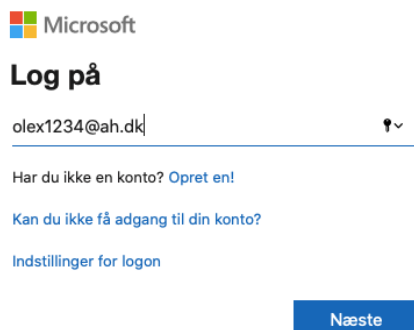 Microsoft
Log på
olex1234@ah.dk
Har du ikke en konto? Opret en!
Kan du ikke få adgang til din konto?
Indstillinger for logon
Næste